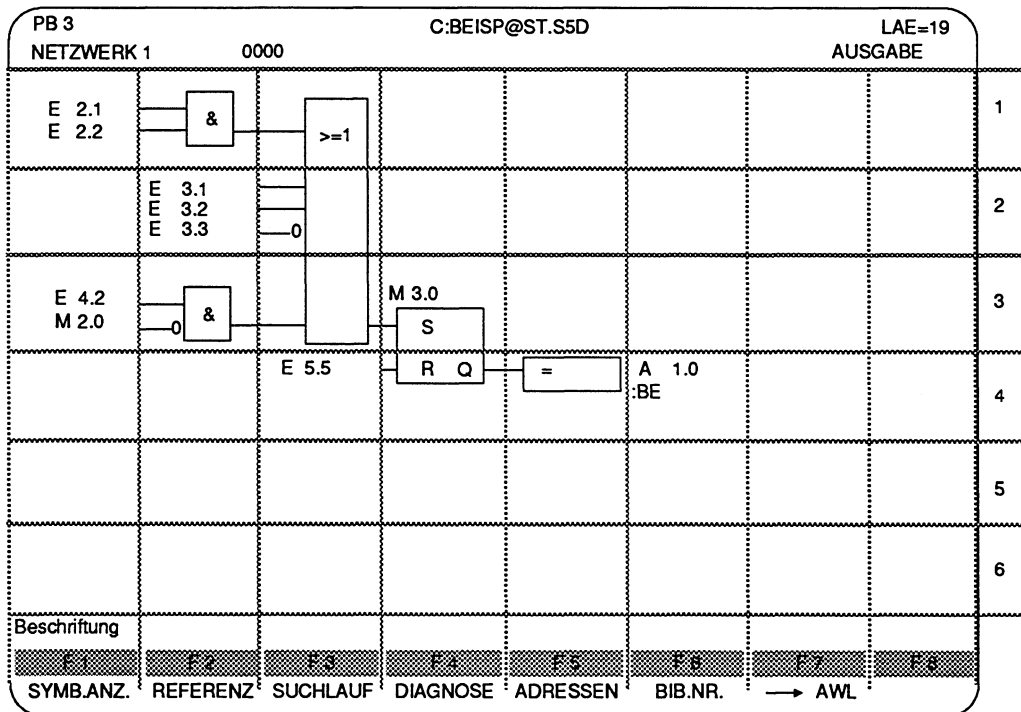 PB 3 C:BEISP@ST.S5D LAE=19
NETZWERK 1 0000 AUSGABE
E 2.1
E 2.2
&
>=1
1
E 3.1
E 3.2
E 3.3
0
2
E 4.2
M 2.0
0
&
M 3.0
S
3
E 5.5
R Q
=
A 1.0
:BE
4
5
6
Beschriftung
F1 F2 F3 F4 F5 F6 F7 F8
SYMB.ANZ. REFERENZ SUCHLAUF DIAGNOSE ADRESSEN BIB.NR. → AWL